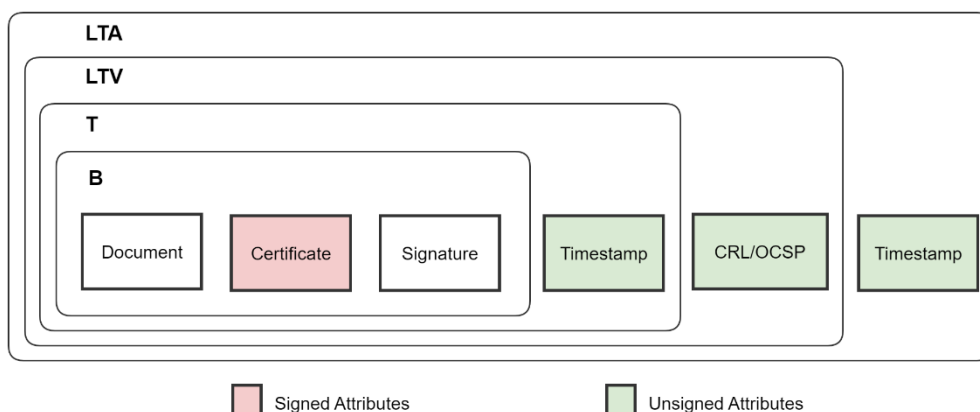 LTA
LTV
T
B
Document
Certificate
Signature
Timestamp
CRL/OCSP
Timestamp
Signed Attributes
Unsigned Attributes